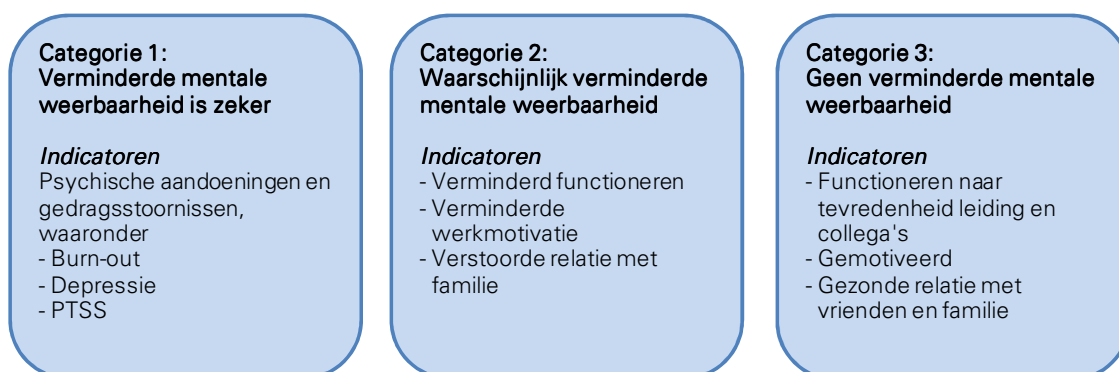 Categorie 1:
Verminderde mentale
weerbaarheid is zeker
Indicatoren
Psychische aandoeningen en
gedragsstoornissen,
waaronder
- Burn-out
- Depressie
- PTSS
Categorie 2:
Waarschijnlijk verminderde
mentale weerbaarheid
Indicatoren
- Verminderd functioneren
- Verminderde
werkmotivatie
- Verstoorde relatie met
familie
Categorie 3:
Geen verminderde mentale
weerbaarheid
Indicatoren
- Functioneren naar
tevredenheid leiding en
collega's
- Gemotiveerd
- Gezonde relatie met
vrienden en familie